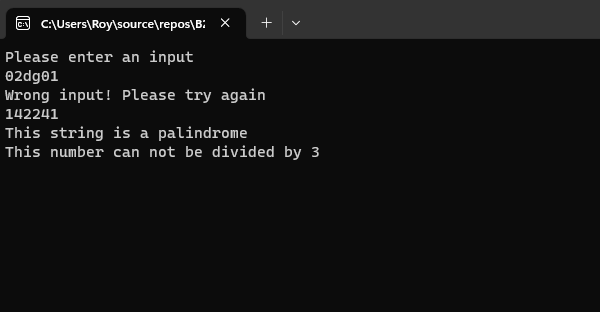 C:\Users\Roy\source\repos\B2
Please enter an input
02dg01
Wrong input! Please try again
142241
This string is a palindrome
This number can not be divided by 3